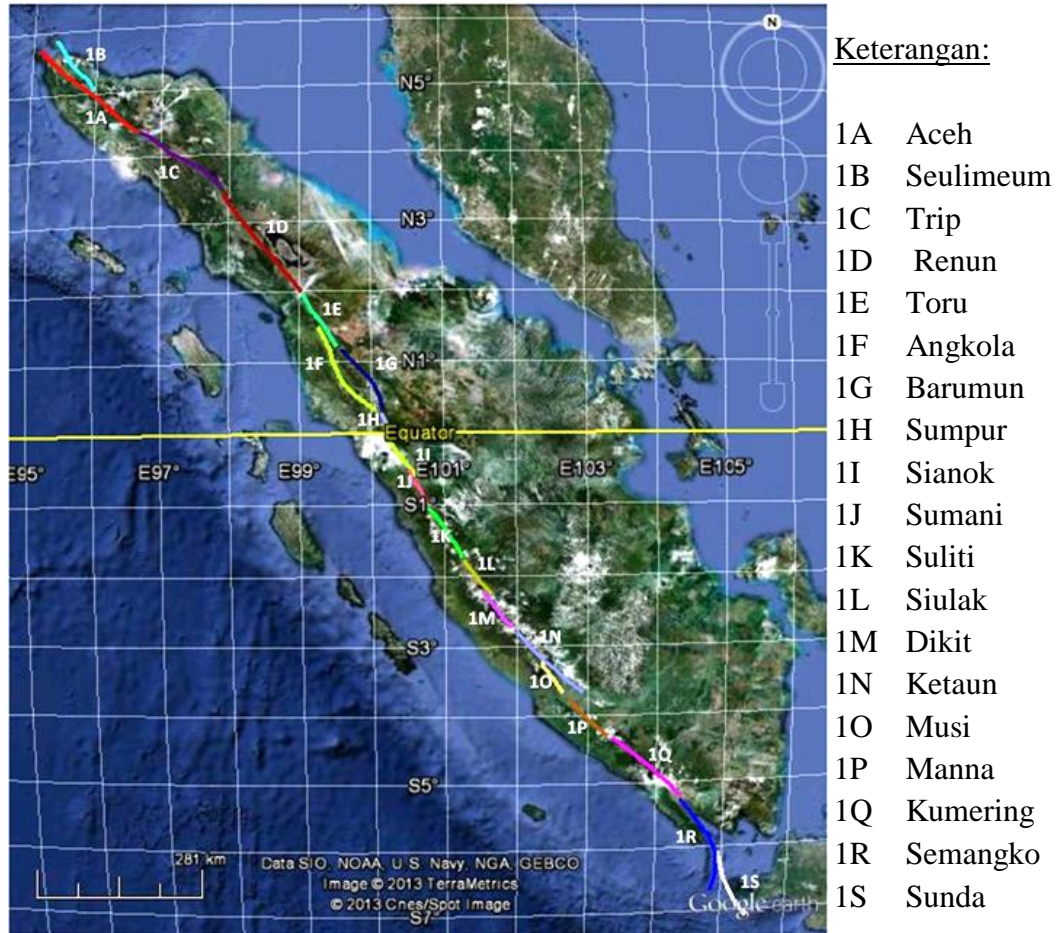 N
1B
N5°
1A
1C
N3°
1D
1E
1F
N1°
1G
1H
Equator
1I
E95°
E97°
E99°
E101°
E103°
E105°
1J
S1°
1K
1L
1M
1N
S3°
1O
1P
1Q
S5°
1R
281 km
Data SIO, NOAA, U.S. Navy, NGA, GEBCO
Image © 2013 TerraMetrics
© 2013 Cnes/Spot Image
1S
Google earth
S7°
Keterangan:
1A Aceh
1B Seulimeum
1C Trip
1D Renun
1E Toru
1F Angkola
1G Barumun
1H Sumpur
1I Sianok
1J Sumani
1K Suliti
1L Siulak
1M Dikit
1N Ketaun
1O Musi
1P Manna
1Q Kumering
1R Semangko
1S Sunda